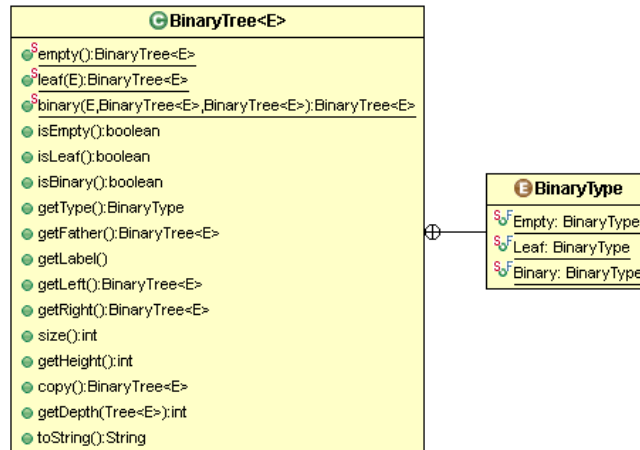 BinaryTree<E>
empty():BinaryTree<E>
leaf(E):BinaryTree<E>
binary(E,BinaryTree<E>,BinaryTree<E>):BinaryTree<E>
isEmpty():boolean
isLeaf():boolean
isBinary():boolean
getType():BinaryType
getFather():BinaryTree<E>
getLabel()
getLeft():BinaryTree<E>
getRight():BinaryTree<E>
size():int
getHeight():int
copy():BinaryTree<E>
getDepth(Tree<E>):int
toString():String
BinaryType
Empty: BinaryType
Leaf: BinaryType
Binary: BinaryType